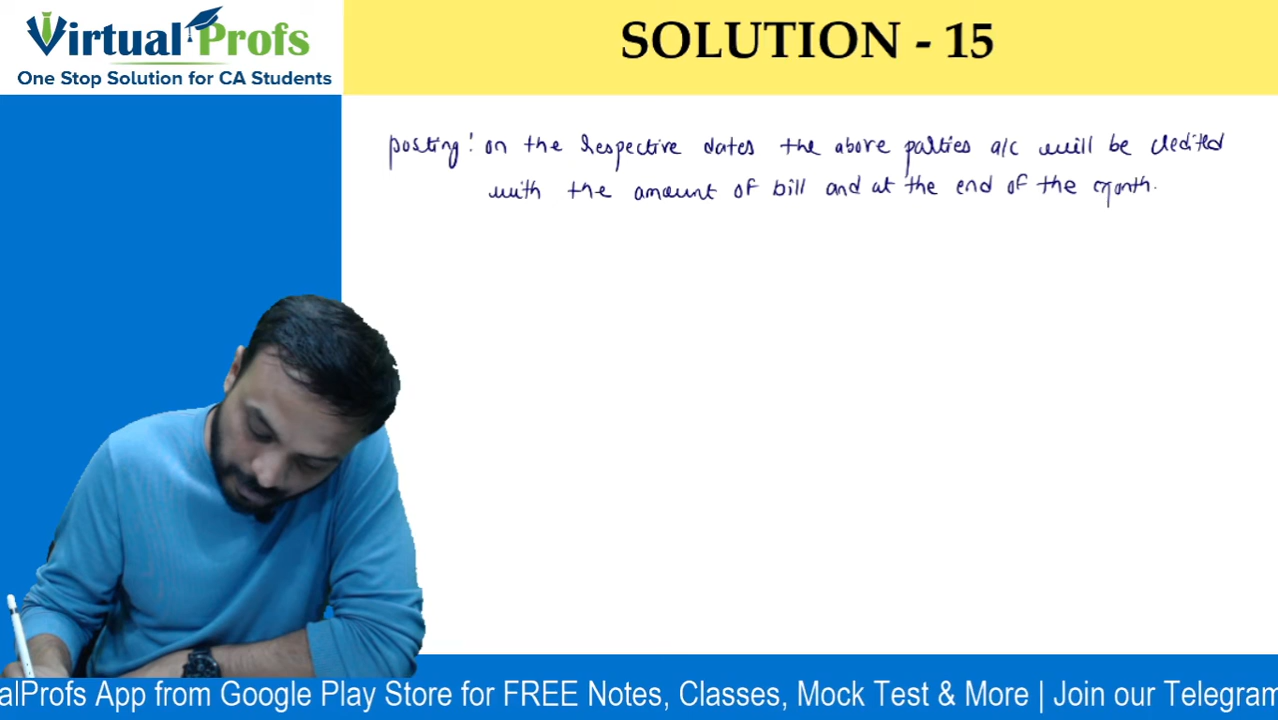 Virtual Profs
One Stop Solution for CA Students
SOLUTION - 15
posting: on the respective dates the above parties a/c will be credited
with the amount of bill and at the end of the month.
alProfs App from Google Play Store for FREE Notes, Classes, Mock Test & More | Join our Telegram